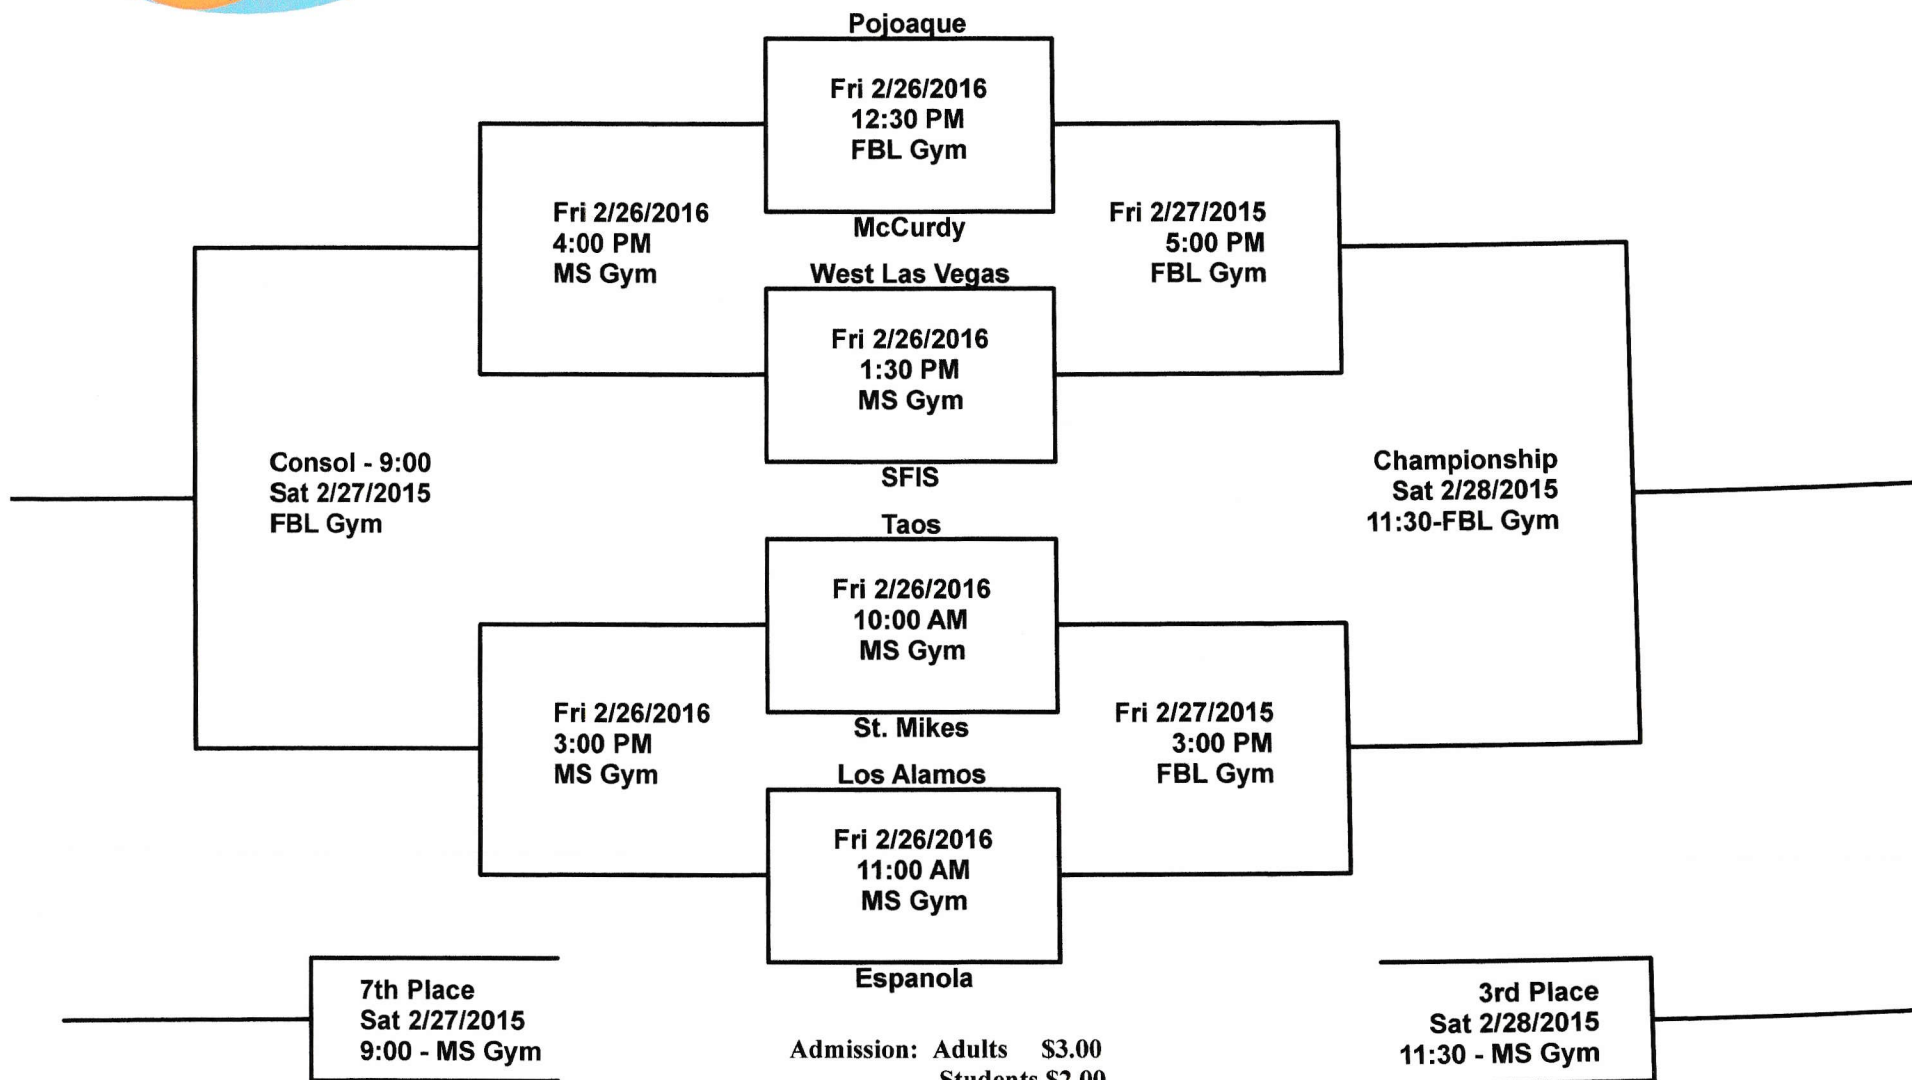 Pojoaque
Fri 2/26/2016
12:30 PM
FBL Gym
McCurdy
Fri 2/26/2016
4:00 PM
MS Gym
Fri 2/27/2015
5:00 PM
FBL Gym
West Las Vegas
Fri 2/26/2016
1:30 PM
MS Gym
SFIS
Consol - 9:00
Sat 2/27/2015
FBL Gym
Championship
Sat 2/28/2015
11:30-FBL Gym
Taos
Fri 2/26/2016
10:00 AM
MS Gym
St. Mikes
Fri 2/26/2016
3:00 PM
MS Gym
Fri 2/27/2015
3:00 PM
FBL Gym
Los Alamos
Fri 2/26/2016
11:00 AM
MS Gym
Espanola
7th Place
Sat 2/27/2015
9:00 - MS Gym
3rd Place
Sat 2/28/2015
11:30 - MS Gym
Admission: Adults $3.00
Students $2.00